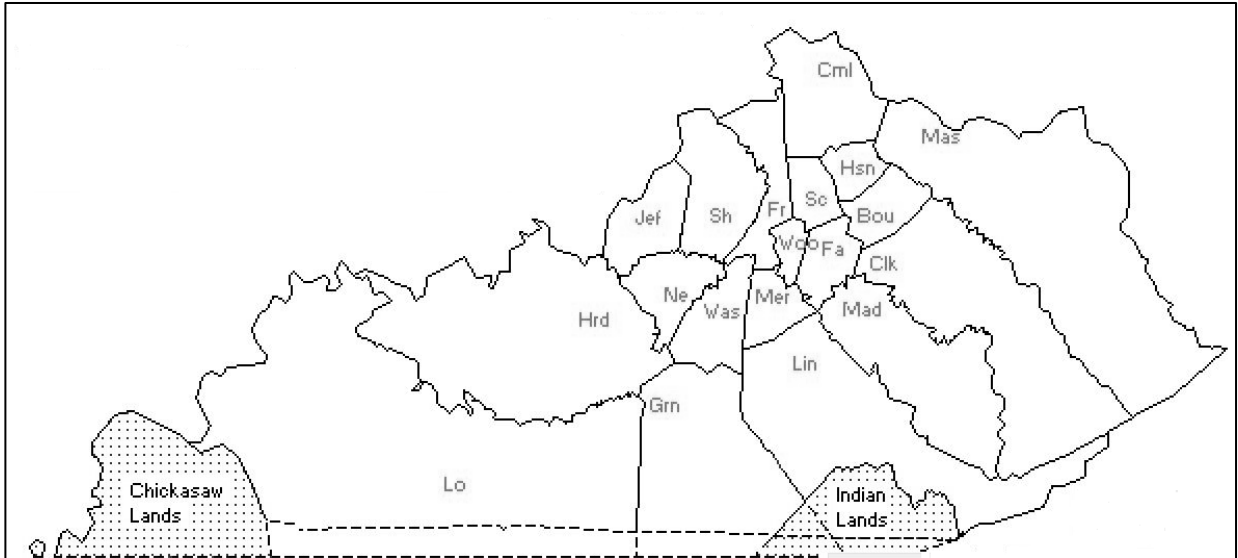 Cml
Mas
Hsn
Sc
Bou
Jef
Sh
Fr
Woo
Fa
Clk
Ne
Was
Mer
Mad
Hrd
Lin
Grn
Lo
Chickasaw
Lands
Indian
Lands